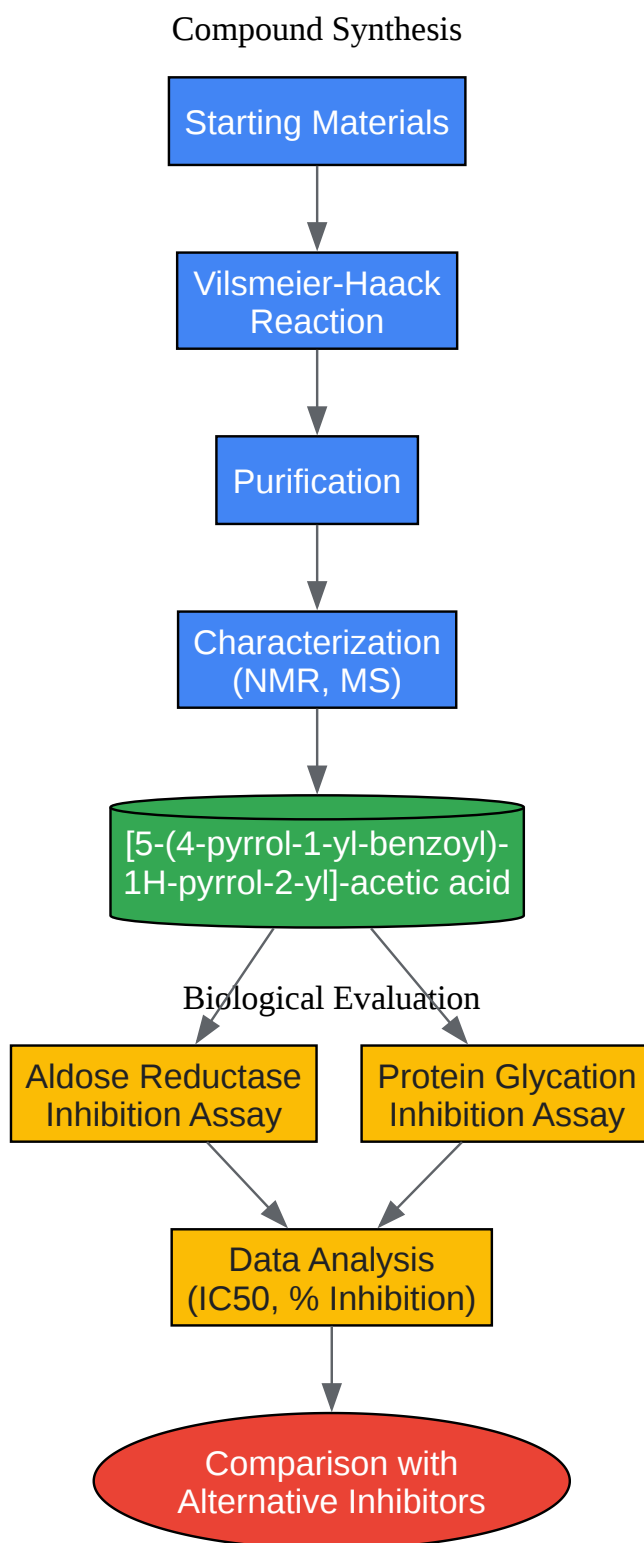 Compound Synthesis
Starting Materials
Vilsmeier-Haack
Reaction
Purification
Characterization
(NMR, MS)
[5-(4-pyrrol-1-yl-benzoyl)-
1H-pyrrol-2-yl]-acetic acid
Biological Evaluation
Aldose Reductase
Inhibition Assay
Protein Glycation
Inhibition Assay
Data Analysis
(IC50, % Inhibition)
Comparison with
Alternative Inhibitors